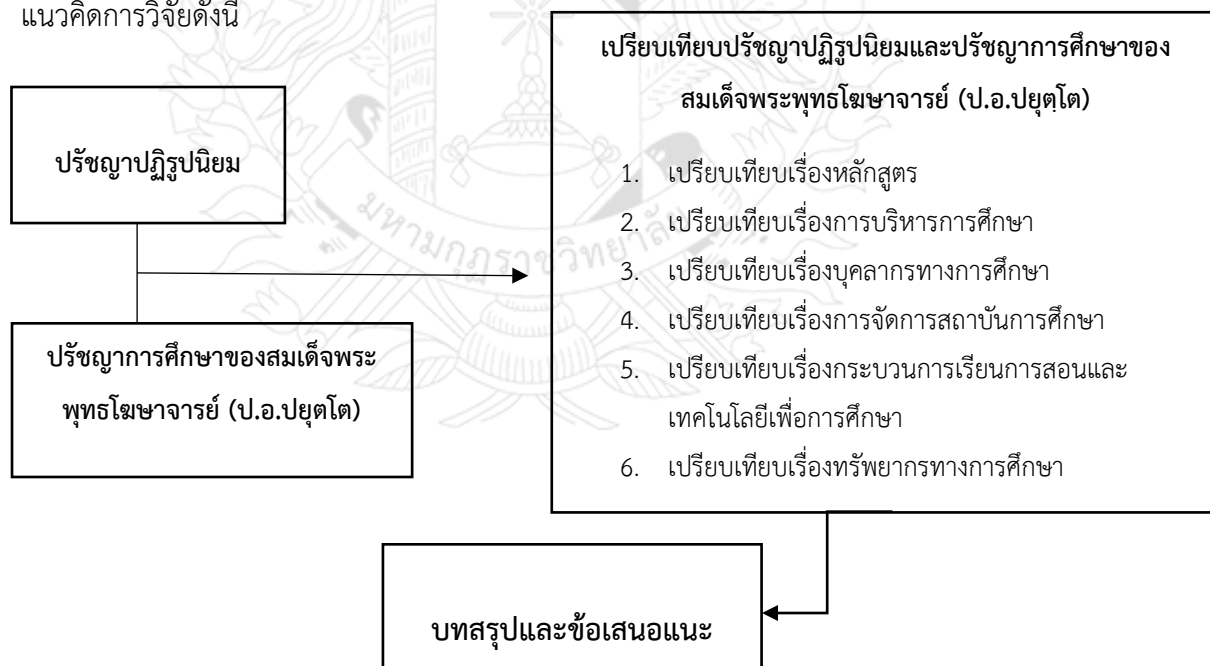 แนวคิดการวิจัยดังนี้
ปรัชญาปฏิรูปนิยม
ปรัชญาการศึกษาของสมเด็จพระ
พุทธโฆษาจารย์ (ป.อ.ปยุตโต)
เปรียบเทียบปรัชญาปฏิรูปนิยมและปรัชญาการศึกษาของ
สมเด็จพระพุทธโฆษาจารย์ (ป.อ.ปยุตฺโต)
1. เปรียบเทียบเรื่องหลักสูตร
2. เปรียบเทียบเรื่องการบริหารการศึกษา
3. เปรียบเทียบเรื่องบุคลากรทางการศึกษา
4. เปรียบเทียบเรื่องการจัดการสถาบันการศึกษา
5. เปรียบเทียบเรื่องกระบวนการเรียนการสอนและ
เทคโนโลยีเพื่อการศึกษา
6. เปรียบเทียบเรื่องทรัพยากรทางการศึกษา
บทสรุปและข้อเสนอแนะ
มหามกุฏราชวิทยาลัย